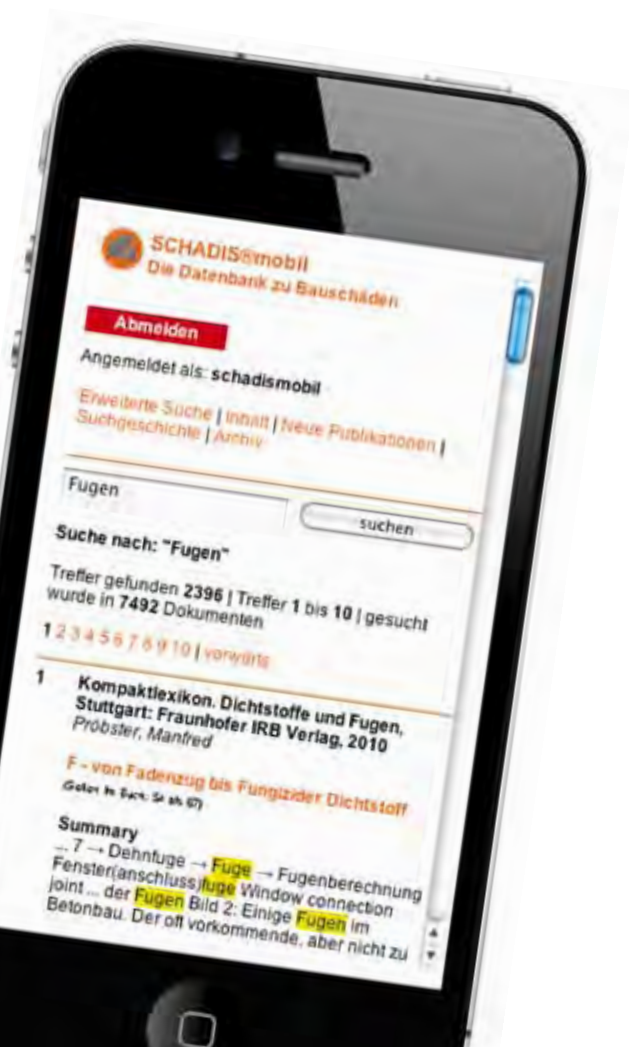 SCHADIS®mobil
Die Datenbank zu Bauschäden
Abmelden
Angemeldet als: schadismobil
Erweiterte Suche | Inhalt | Neue Publikationen |
Suchgeschichte | Archiv
Fugen
suchen
Suche nach: "Fugen"
Treffer gefunden 2396 | Treffer 1 bis 10 | gesucht
wurde in 7492 Dokumenten
1 2 3 4 5 6 7 8 9 10 | vorwärts
1 Kompaktlexikon. Dichtstoffe und Fugen,
Stuttgart: Fraunhofer IRB Verlag, 2010
Pröbster, Manfred
F - von Fadenzug bis Fungizider Dichtstoff
Summary
... 7 → Dehnfuge → Fuge → Fugenberechnung
Fenster(anschluss)fuge Window connection
joint ... der Fugen Bild 2: Einige Fugen im
Betonbau. Der oft vorkommende, aber nicht zu